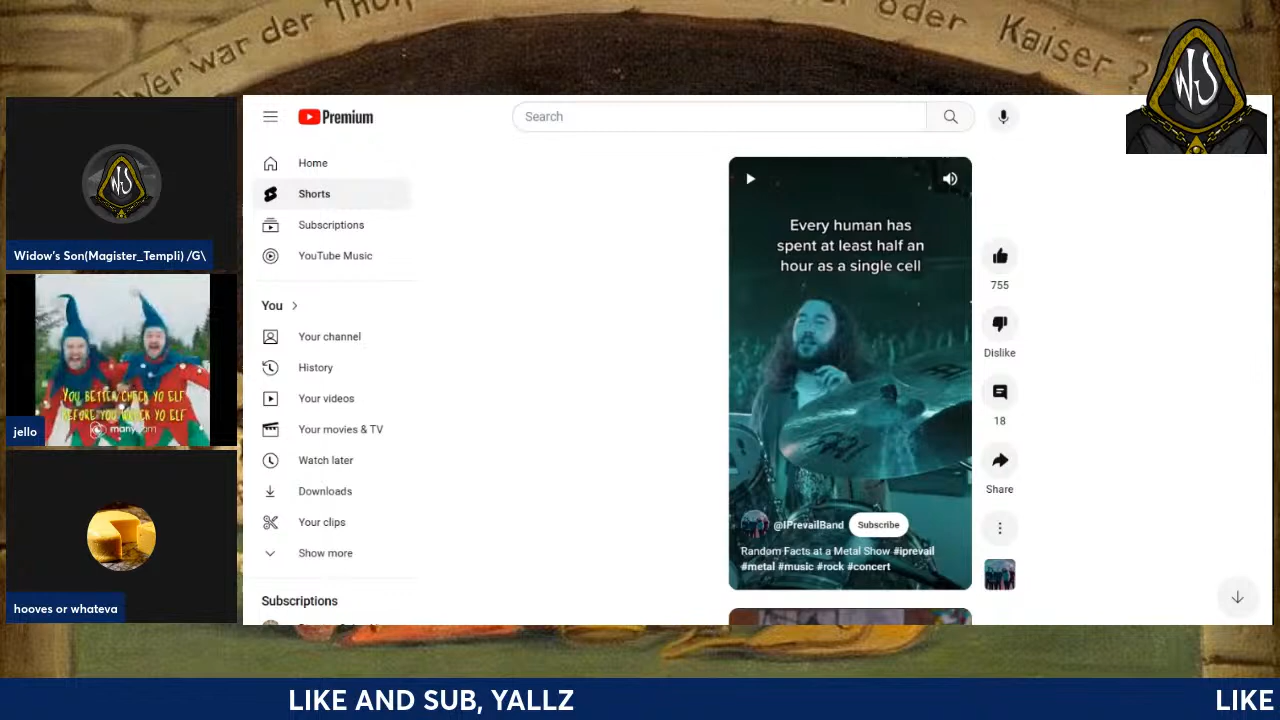 Wer war der Thor
oder Kaiser ?
WS
Premium
Search
Home
Shorts
Subscriptions
YouTube Music
You
Your channel
History
Your videos
Your movies & TV
Watch later
Downloads
Your clips
Show more
Subscriptions
WS
Widow's Son(Magister_Templi) /G\
YOU BETTER CHECK YO ELF
BEFORE YOU WRECK YO ELF
manycam
jello
hooves or whateva
Every human has
spent at least half an
hour as a single cell
@IPrevailBand
Subscribe
Random Facts at a Metal Show #iprevail
#metal #music #rock #concert
755
Dislike
18
Share
LIKE AND SUB, YALLZ
LIKE